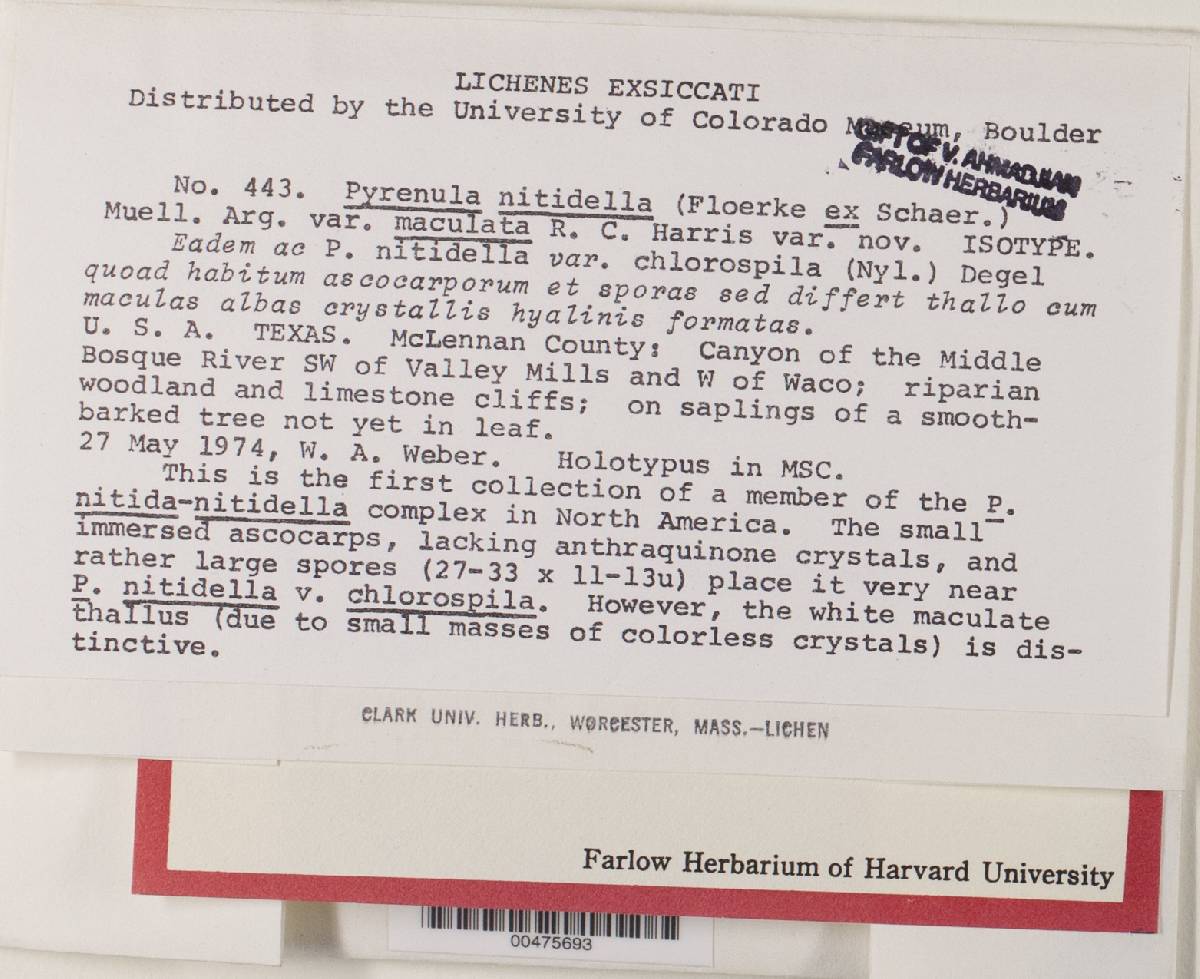 LICHENES EXSICCATI
Distributed by the University of Colorado Museum, Boulder
GIFT OF V. AHMADJIAN
FARLOW HERBARIUM
No. 443. Pyrenula nitidella (Floerke ex Schaer.)
Muell. Arg. var. maculata R. C. Harris var. nov. ISOTYPE.
Eadem ac P. nitidella var. chlorospila (Nyl.) Degel
quoad habitum ascocarporum et sporas sed differt thallo cum
maculas albas crystallis hyalinis formatas.
U. S. A. TEXAS. McLennan County: Canyon of the Middle
Bosque River SW of Valley Mills and W of Waco; riparian
woodland and limestone cliffs; on saplings of a smooth-
barked tree not yet in leaf.
27 May 1974, W. A. Weber. Holotypus in MSC.
This is the first collection of a member of the P.
nitida-nitidella complex in North America. The small
immersed ascocarps, lacking anthraquinone crystals, and
rather large spores (27-33 x 11-13u) place it very near
P. nitidella v. chlorospila. However, the white maculate
thallus (due to small masses of colorless crystals) is dis-
tinctive.
CLARK UNIV. HERB., WORCESTER, MASS.—LICHEN
Farlow Herbarium of Harvard University
00475693